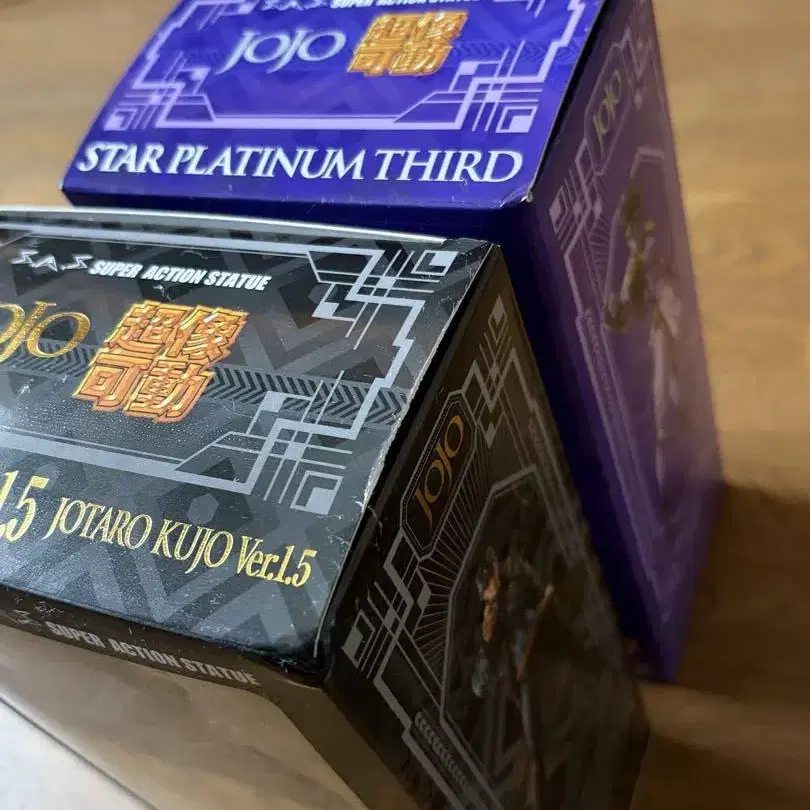 S.A.S SUPER ACTION STATUE
JOJO 超像
可動
STAR PLATINUM THIRD
JOJO
S.A.S SUPER ACTION STATUE
JOJO 超像
可動
1.5 JOTARO KUJO Ver.1.5
SUPER ACTION STATUE
JOJO